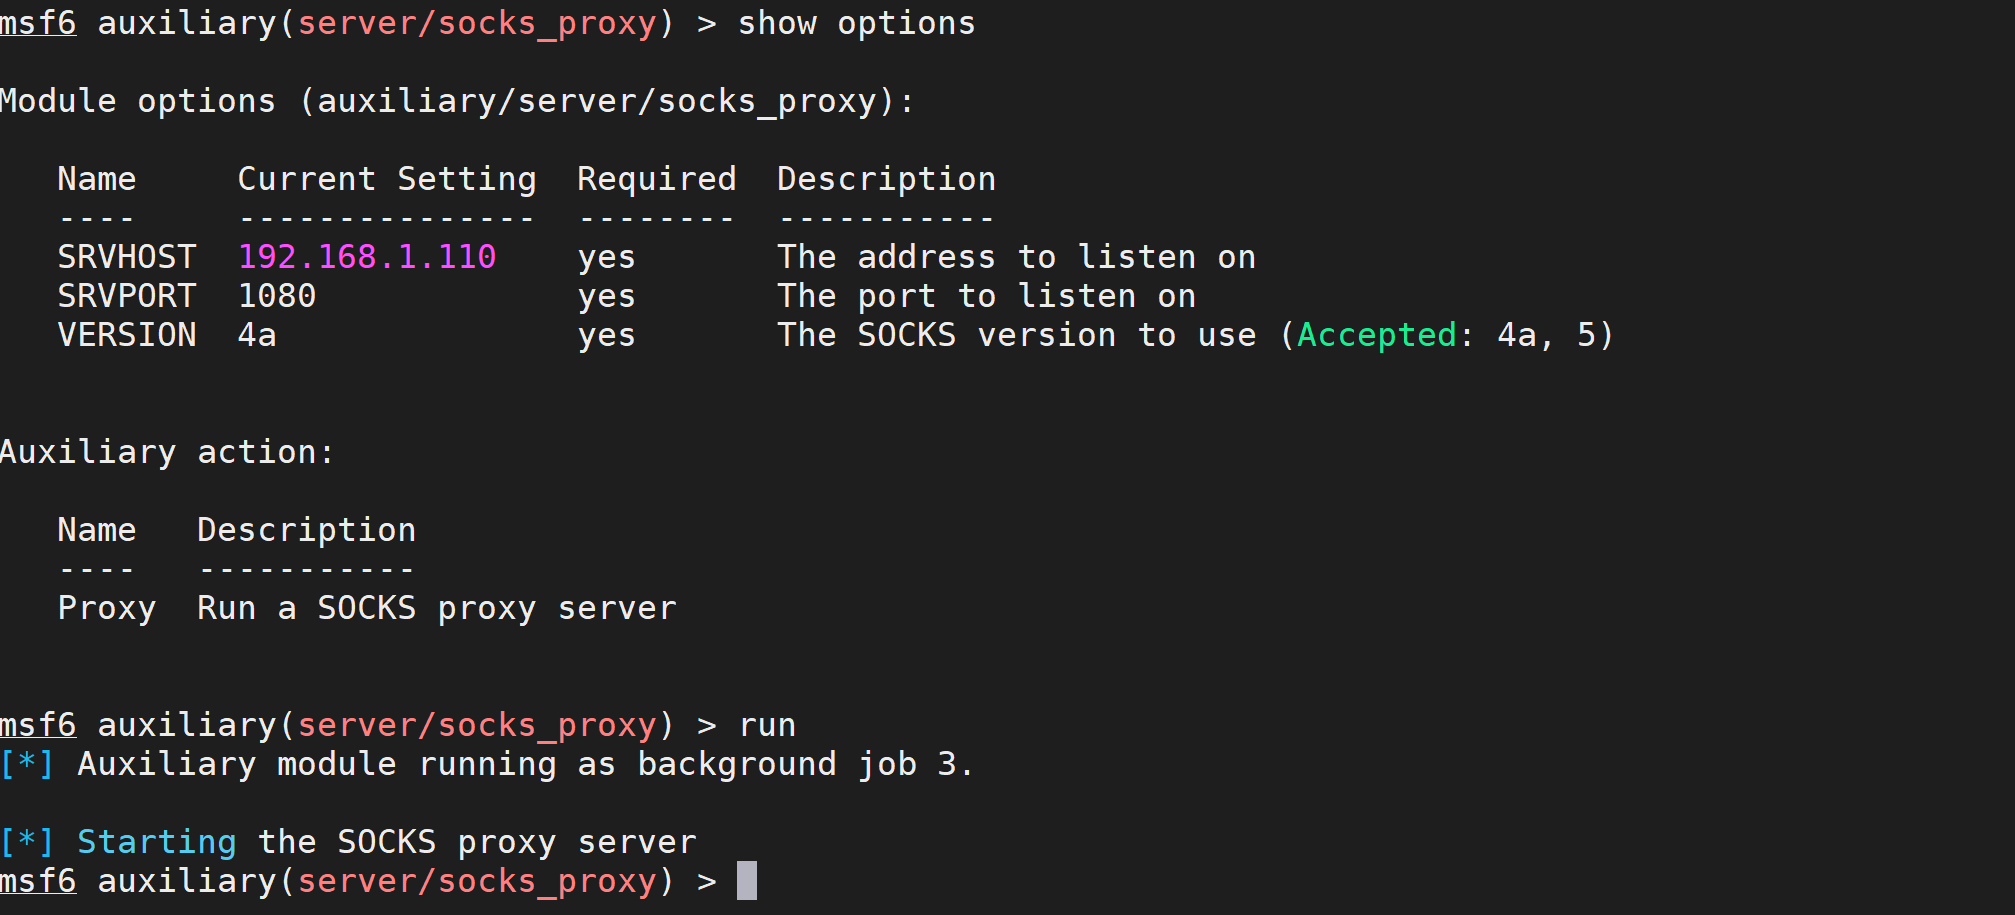 msf6 auxiliary(server/socks_proxy) > show options
Module options (auxiliary/server/socks_proxy):
Name Current Setting Required Description
---- --------------- -------- -----------
SRVHOST 192.168.1.110 yes The address to listen on
SRVPORT 1080 yes The port to listen on
VERSION 4a yes The SOCKS version to use (Accepted: 4a, 5)
Auxiliary action:
Name Description
---- -----------
Proxy Run a SOCKS proxy server
msf6 auxiliary(server/socks_proxy) > run
[*] Auxiliary module running as background job 3.
[*] Starting the SOCKS proxy server
msf6 auxiliary(server/socks_proxy) >